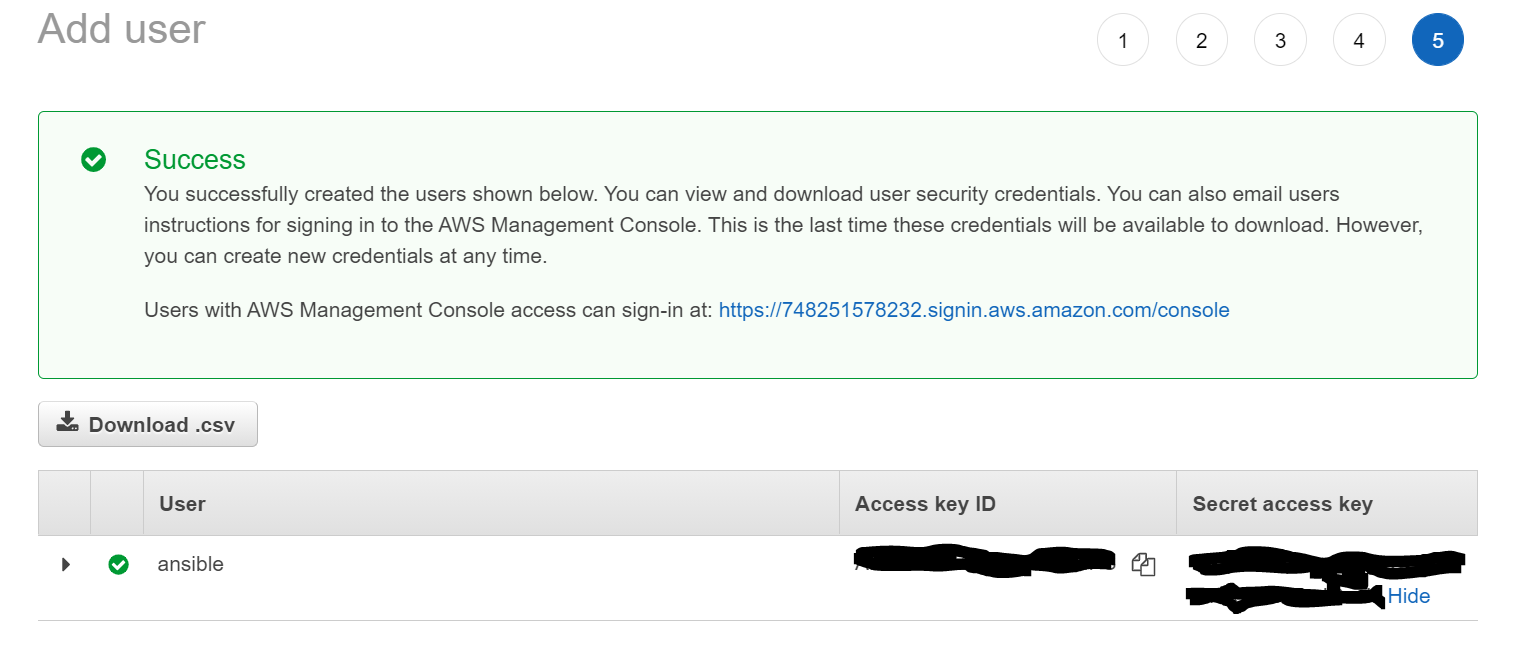 Add user
1 2 3 4 5
Success
You successfully created the users shown below. You can view and download user security credentials. You can also email users
instructions for signing in to the AWS Management Console. This is the last time these credentials will be available to download. However,
you can create new credentials at any time.
Users with AWS Management Console access can sign-in at: https://748251578232.signin.aws.amazon.com/console
Download .csv
User Access key ID Secret access key
ansible
Hide